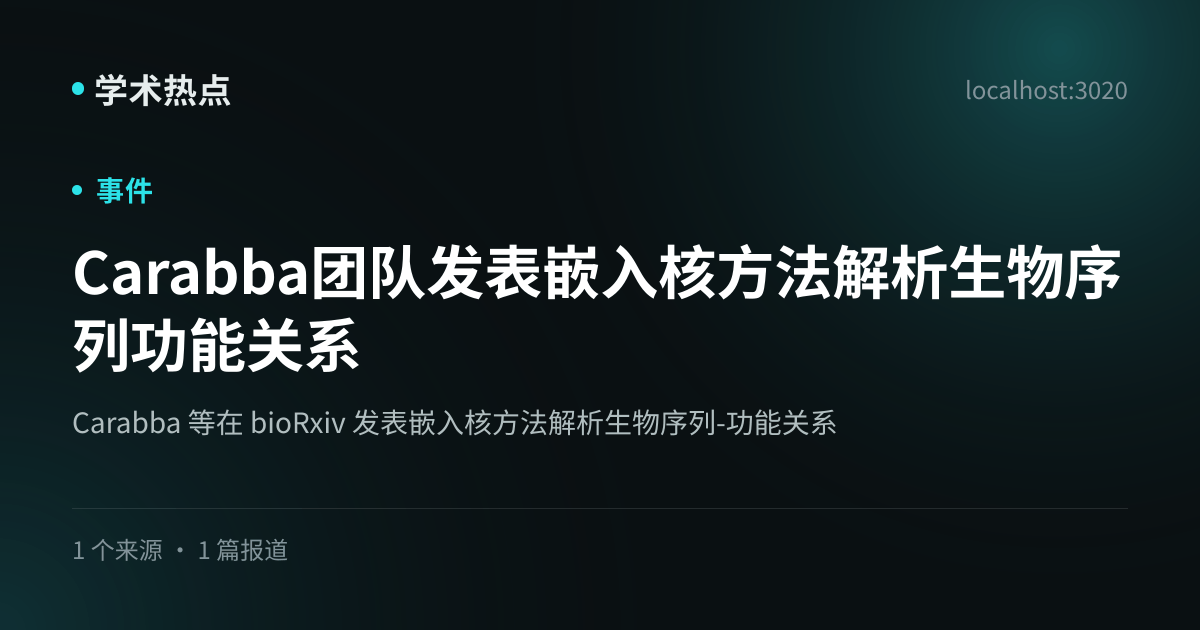 学术热点
localhost:3020
事件
Carabba团队发表嵌入核方法解析生物序
列功能关系
Carabba 等在 bioRxiv 发表嵌入核方法解析生物序列-功能关系
1 个来源 · 1 篇报道